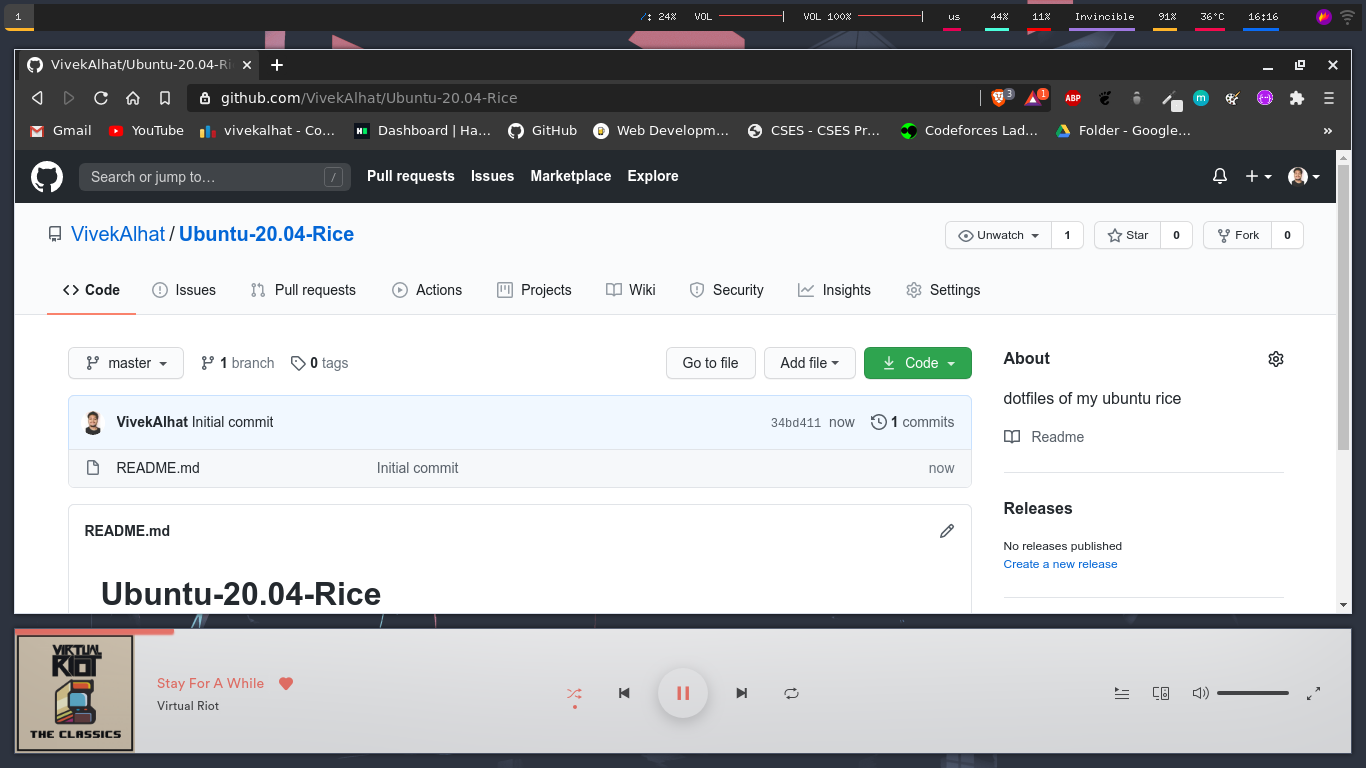 1
/: 24%
VOL
VOL 100%
us
44%
11%
Invincible
91%
36°C
16:16
VivekAlhat/Ubuntu-20.04-Ri
github.com/VivekAlhat/Ubuntu-20.04-Rice
3
1
ABP
m
Gmail
YouTube
vivekalhat - Co…
Dashboard | Ha…
GitHub
Web Developm…
CSES - CSES Pr…
Codeforces Lad…
Folder - Google…
»
Search or jump to…
/
Pull requests
Issues
Marketplace
Explore
VivekAlhat / Ubuntu-20.04-Rice
Unwatch
1
Star
0
Fork
0
Code
Issues
Pull requests
Actions
Projects
Wiki
Security
Insights
Settings
master
1 branch
0 tags
Go to file
Add file
Code
VivekAlhat Initial commit
34bd411 now
1 commits
README.md
Initial commit
now
README.md
Ubuntu-20.04-Rice
About
dotfiles of my ubuntu rice
Readme
Releases
No releases published
Create a new release
VIRTUAL
RIOT
THE CLASSICS
Stay For A While
Virtual Riot